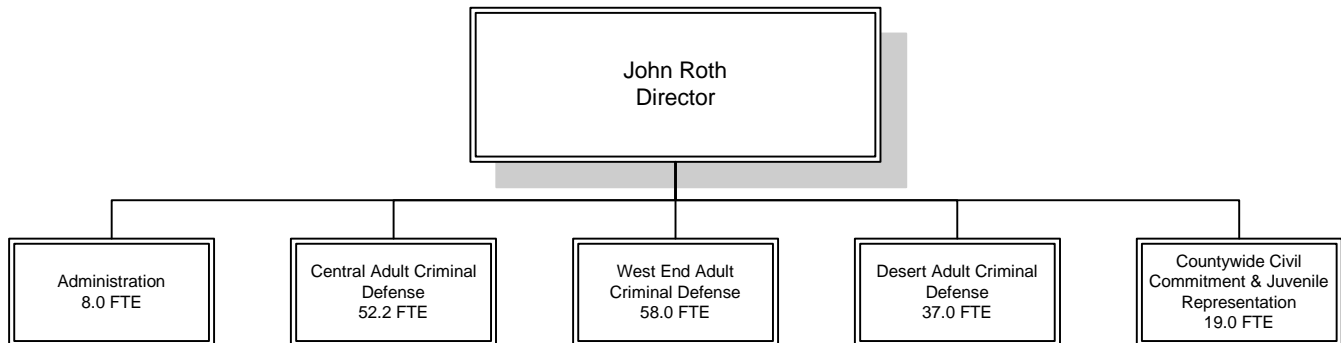 John Roth
Director
Administration
8.0 FTE
Central Adult Criminal
Defense
52.2 FTE
West End Adult
Criminal Defense
58.0 FTE
Desert Adult Criminal
Defense
37.0 FTE
Countywide Civil
Commitment & Juvenile
Representation
19.0 FTE